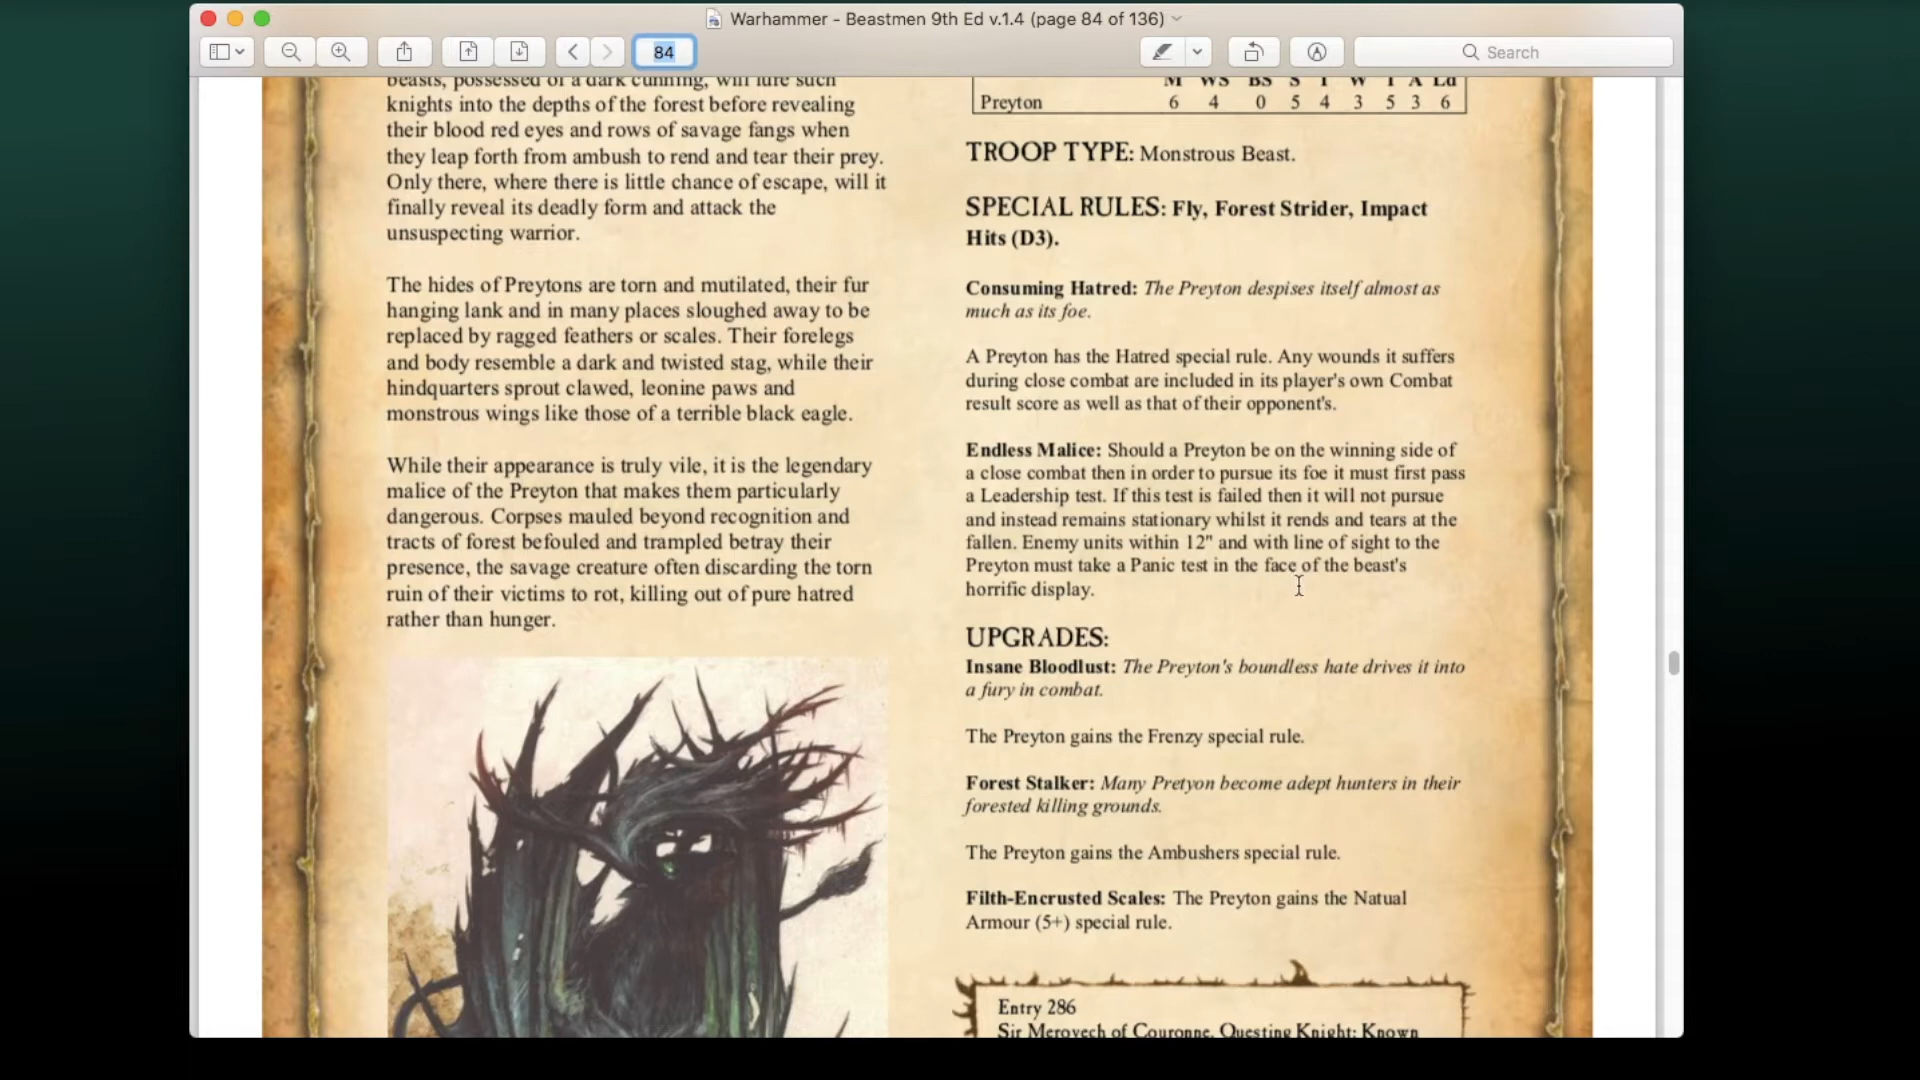 Warhammer - Beastmen 9th Ed v.1.4 (page 84 of 136)
84
Search
beasts, possessed of a dark cunning, will lure such
knights into the depths of the forest before revealing
their blood red eyes and rows of savage fangs when
they leap forth from ambush to rend and tear their prey.
Only there, where there is little chance of escape, will it
finally reveal its deadly form and attack the
unsuspecting warrior.
The hides of Preytons are torn and mutilated, their fur
hanging lank and in many places sloughed away to be
replaced by ragged feathers or scales. Their forelegs
and body resemble a dark and twisted stag, while their
hindquarters sprout clawed, leonine paws and
monstrous wings like those of a terrible black eagle.
While their appearance is truly vile, it is the legendary
malice of the Preyton that makes them particularly
dangerous. Corpses mauled beyond recognition and
tracts of forest befouled and trampled betray their
presence, the savage creature often discarding the torn
ruin of their victims to rot, killing out of pure hatred
rather than hunger.
M WS BS S T W I A Ld
Preyton 6 4 0 5 4 3 5 3 6
TROOP TYPE: Monstrous Beast.
SPECIAL RULES: Fly, Forest Strider, Impact
Hits (D3).
Consuming Hatred: The Preyton despises itself almost as
much as its foe.
A Preyton has the Hatred special rule. Any wounds it suffers
during close combat are included in its player's own Combat
result score as well as that of their opponent's.
Endless Malice: Should a Preyton be on the winning side of
a close combat then in order to pursue its foe it must first pass
a Leadership test. If this test is failed then it will not pursue
and instead remains stationary whilst it rends and tears at the
fallen. Enemy units within 12" and with line of sight to the
Preyton must take a Panic test in the face of the beast's
horrific display.
UPGRADES:
Insane Bloodlust: The Preyton's boundless hate drives it into
a fury in combat.
The Preyton gains the Frenzy special rule.
Forest Stalker: Many Pretyon become adept hunters in their
forested killing grounds.
The Preyton gains the Ambushers special rule.
Filth-Encrusted Scales: The Preyton gains the Natual
Armour (5+) special rule.
Entry 286
Sir Merovech of Couronne, Questing Knight: Known